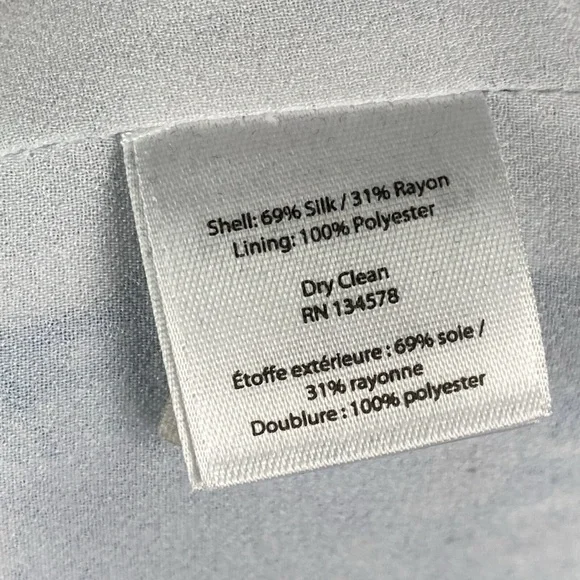 Shell: 69% Silk / 31% Rayon
Lining: 100% Polyester
Dry Clean
RN 134578
Étoffe extérieure : 69% soie /
31% rayonne
Doublure : 100% polyester